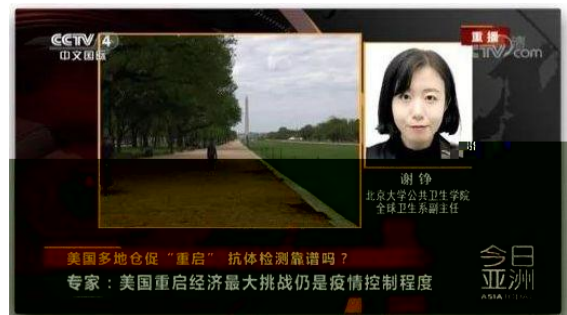 CCTV 4
中文国际
重播
com
谢 铮
北京大学公共卫生学院
全球卫生系副主任
美国多地仓促“重启” 抗体检测靠谱吗？
专家：美国重启经济最大挑战仍是疫情控制程度
今日
亚洲
ASIA